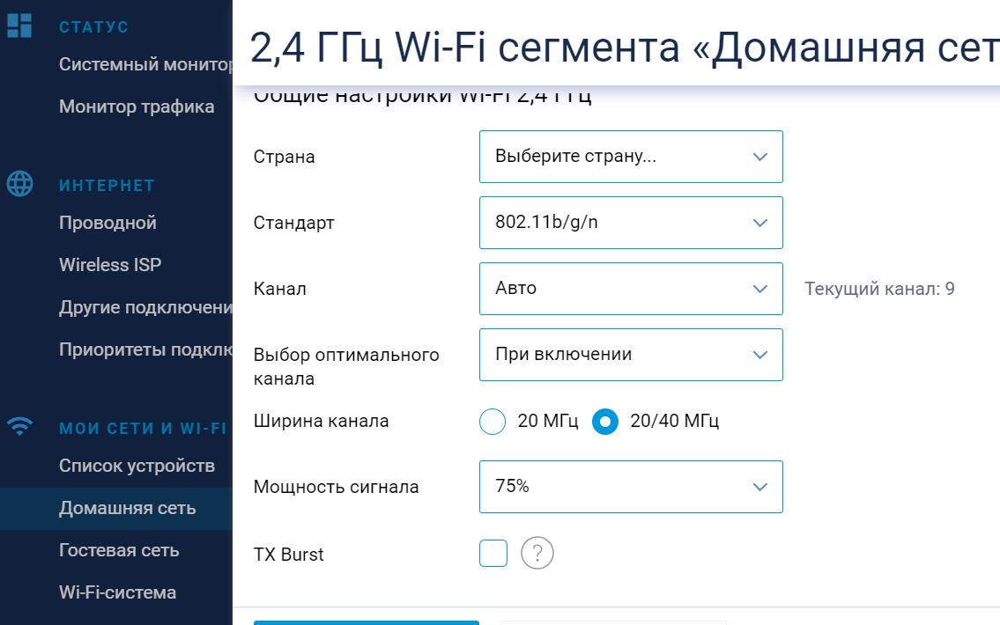 СТАТУС
Системный монитор
Монитор трафика
ИНТЕРНЕТ
Проводной
Wireless ISP
Другие подключени
Приоритеты подклю
МОИ СЕТИ И WI-FI
Список устройств
Домашняя сеть
Гостевая сеть
Wi-Fi-система
2,4 ГГц Wi-Fi сегмента «Домашняя сет
Общие настройки Wi-Fi 2,4 ГГц
Страна Выберите страну...
Стандарт 802.11b/g/n
Канал Авто Текущий канал: 9
Выбор оптимального При включении
канала
Ширина канала 20 МГц 20/40 МГц
Мощность сигнала 75%
TX Burst ?